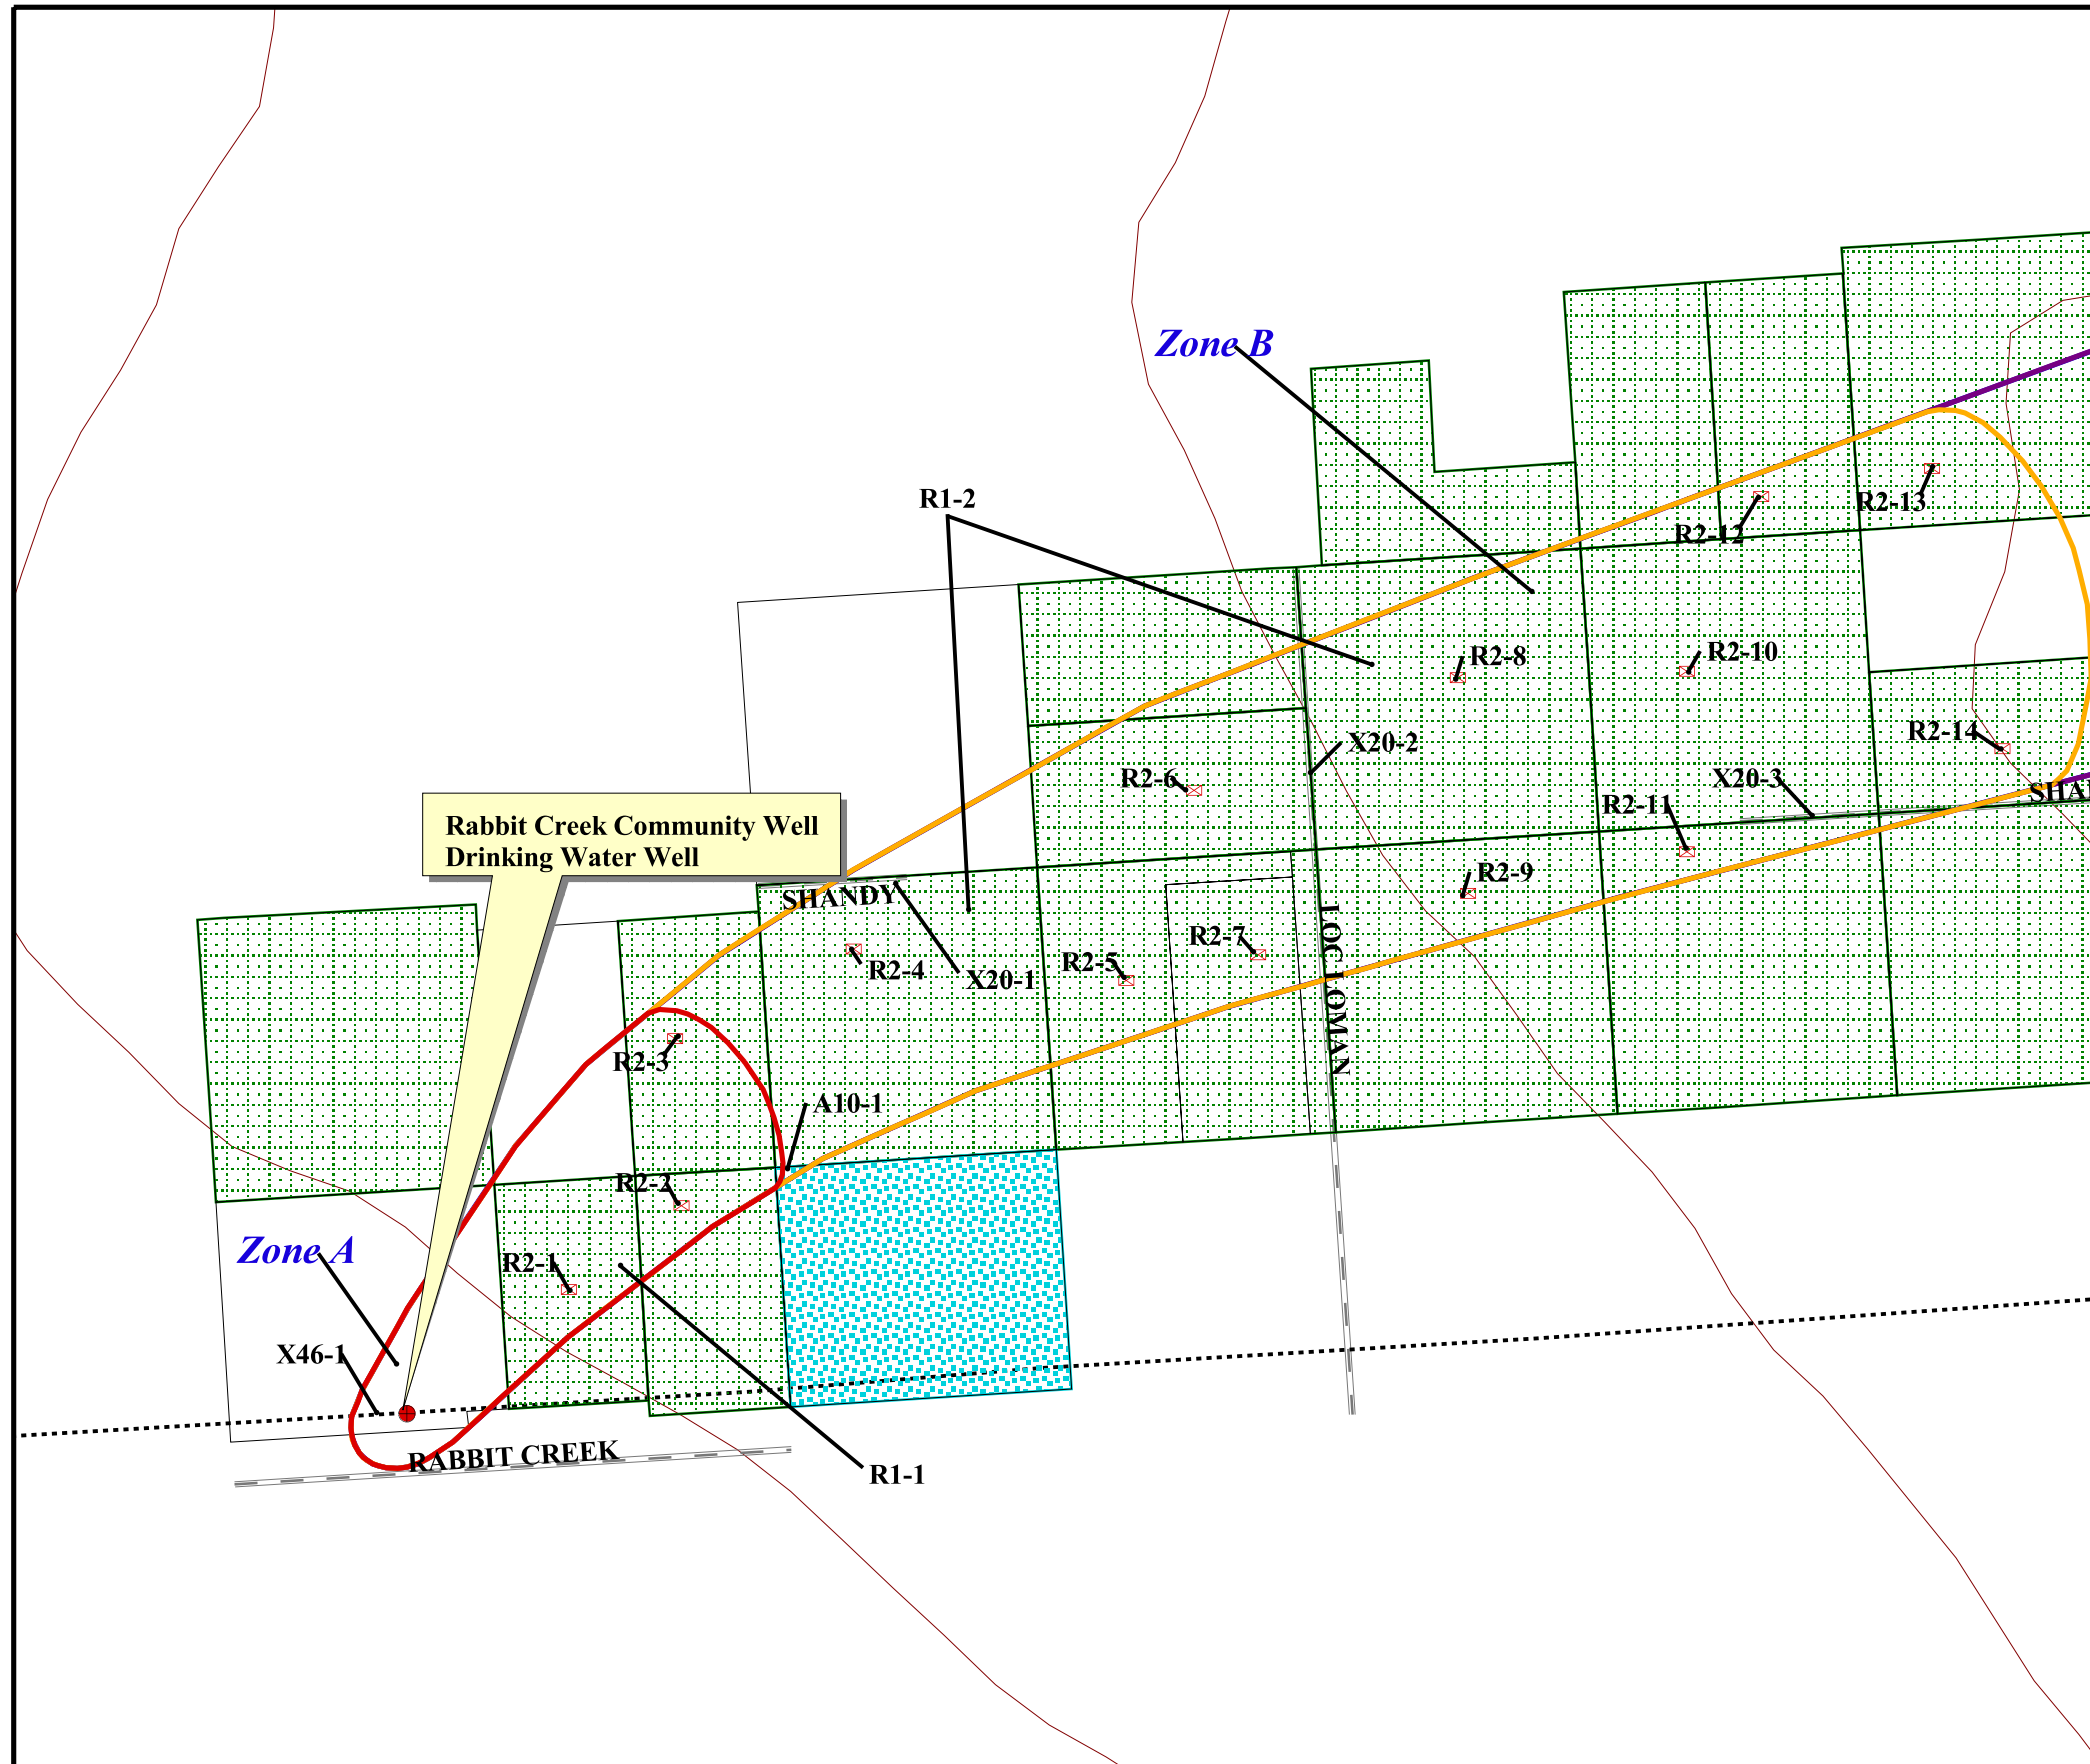 Zone B
R1-2
R2-13
R2-12
R2-8
R2-10
R2-14
X20-2
R2-6
X20-3
SHA
R2-11
Rabbit Creek Community Well
Drinking Water Well
R2-9
SHANDY
R2-7
R2-5
R2-4
X20-1
LOC LOMAN
R2-3
A10-1
R2-2
Zone A
R2-1
X46-1
RABBIT CREEK
R1-1